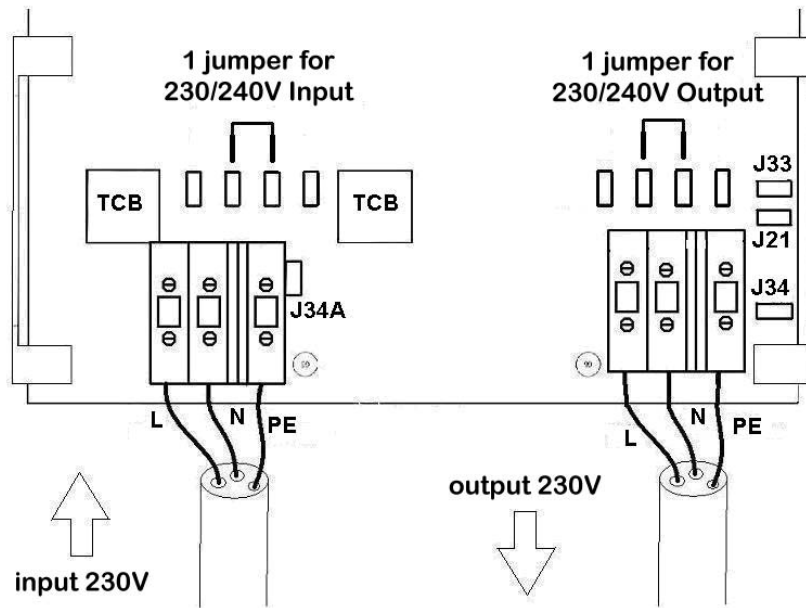 1 jumper for
230/240V Input
1 jumper for
230/240V Output
TCB
TCB
J33
J21
J34A
J34
L
N
PE
L
N
PE
input 230V
output 230V